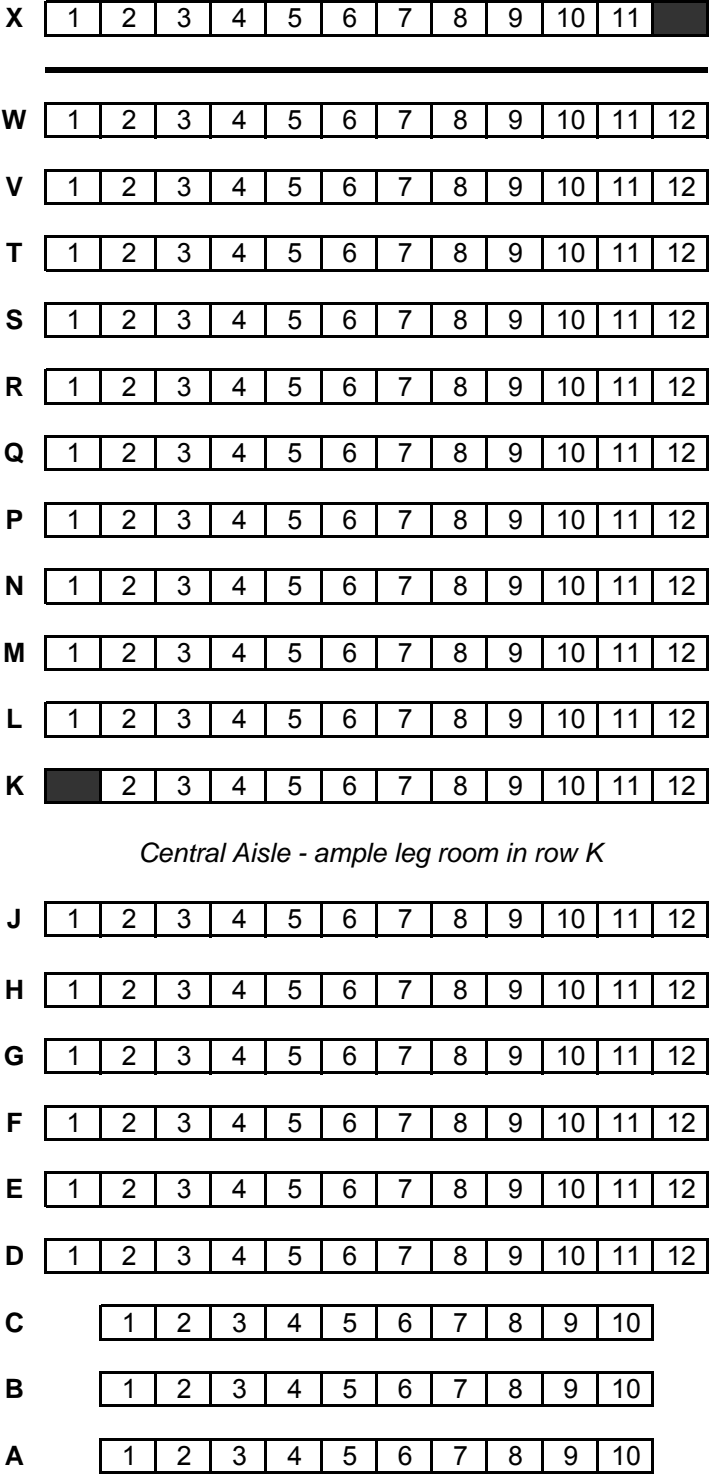 X 1 2 3 4 5 6 7 8 9 10 11
W 1 2 3 4 5 6 7 8 9 10 11 12
V 1 2 3 4 5 6 7 8 9 10 11 12
T 1 2 3 4 5 6 7 8 9 10 11 12
S 1 2 3 4 5 6 7 8 9 10 11 12
R 1 2 3 4 5 6 7 8 9 10 11 12
Q 1 2 3 4 5 6 7 8 9 10 11 12
P 1 2 3 4 5 6 7 8 9 10 11 12
N 1 2 3 4 5 6 7 8 9 10 11 12
M 1 2 3 4 5 6 7 8 9 10 11 12
L 1 2 3 4 5 6 7 8 9 10 11 12
K 2 3 4 5 6 7 8 9 10 11 12
Central Aisle - ample leg room in row K
J 1 2 3 4 5 6 7 8 9 10 11 12
H 1 2 3 4 5 6 7 8 9 10 11 12
G 1 2 3 4 5 6 7 8 9 10 11 12
F 1 2 3 4 5 6 7 8 9 10 11 12
E 1 2 3 4 5 6 7 8 9 10 11 12
D 1 2 3 4 5 6 7 8 9 10 11 12
C 1 2 3 4 5 6 7 8 9 10
B 1 2 3 4 5 6 7 8 9 10
A 1 2 3 4 5 6 7 8 9 10